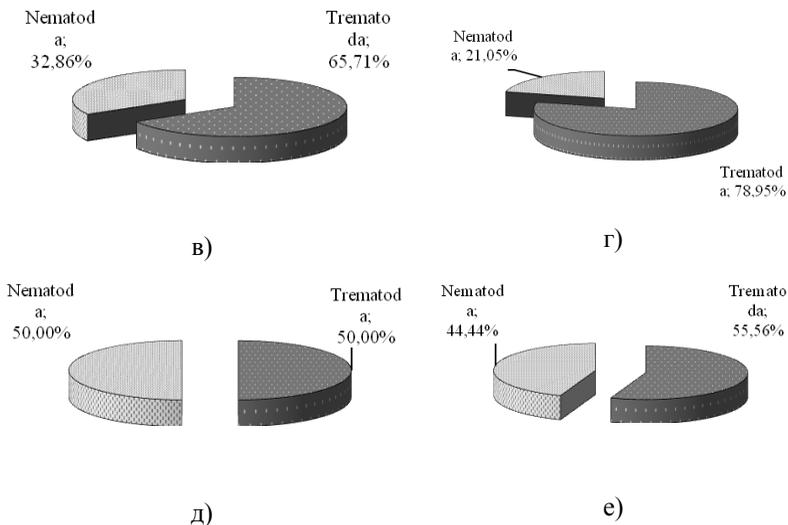 Nematod
a;
32,86%
Tremato
da;
65,71%
в)
Nematod
a; 21,05%
Trematod
a; 78,95%
г)
Nematod
a;
50,00%
Trematod
a;
50,00%
д)
Nematod
a;
44,44%
Tremato
da;
55,56%
е)